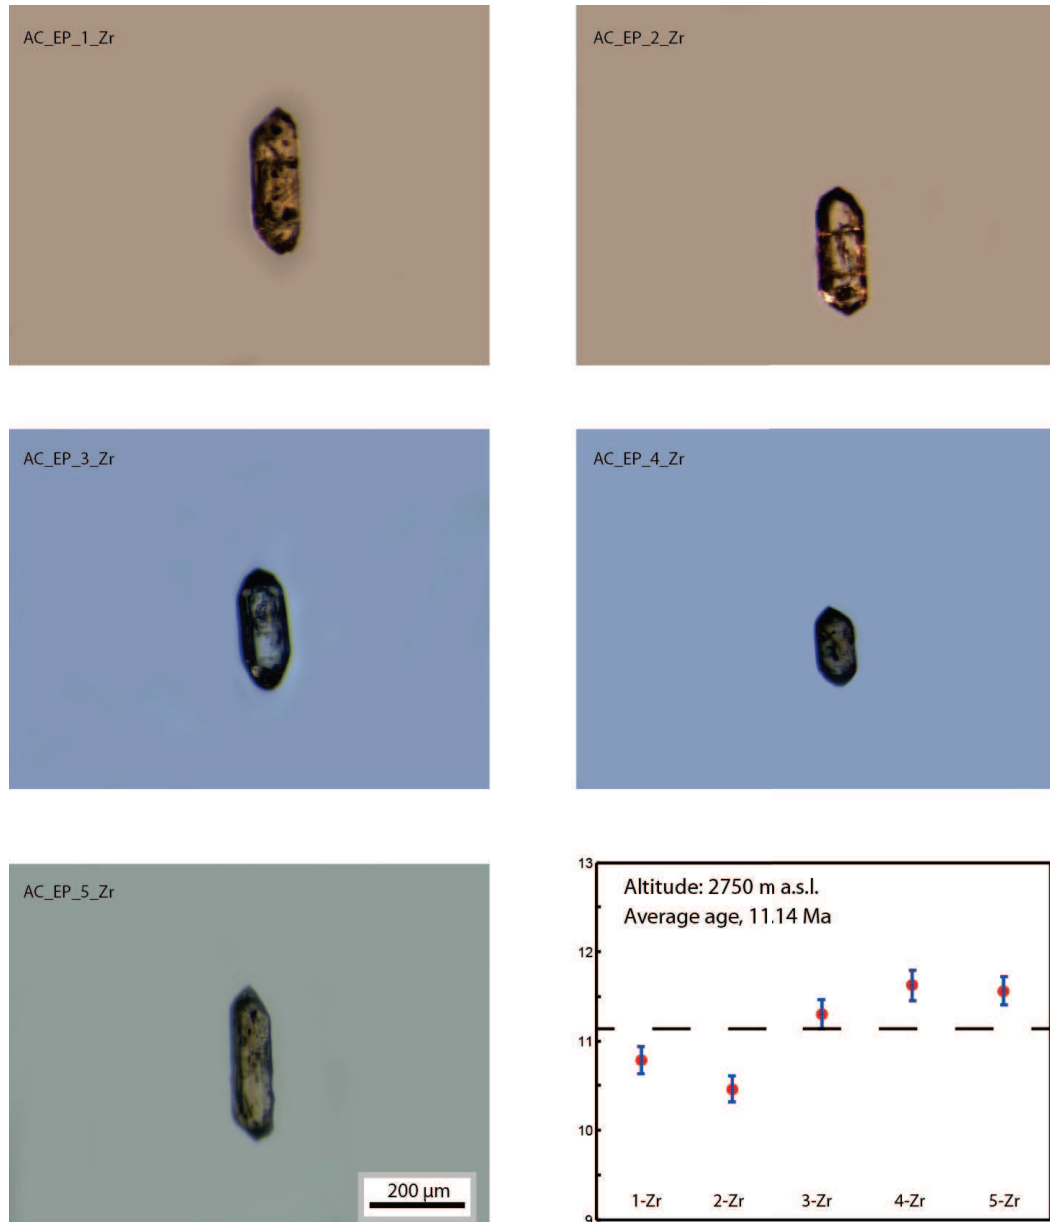 AC_EP_1_Zr
AC_EP_2_Zr
AC_EP_3_Zr
AC_EP_4_Zr
AC_EP_5_Zr
200 µm
13
Altitude: 2750 m a.s.l.
Average age, 11.14 Ma
12
11
10
9
1-Zr 2-Zr 3-Zr 4-Zr 5-Zr